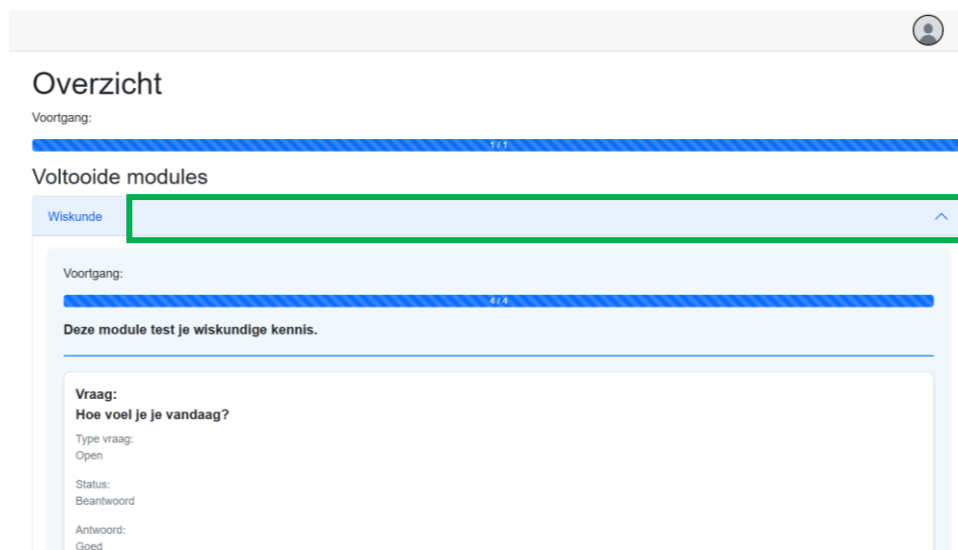 Overzicht
Voortgang:
1 / 1
Voltooide modules
Wiskunde
Voortgang:
4 / 4
Deze module test je wiskundige kennis.
Vraag:
Hoe voel je je vandaag?
Type vraag:
Open
Status:
Beantwoord
Antwoord:
Goed